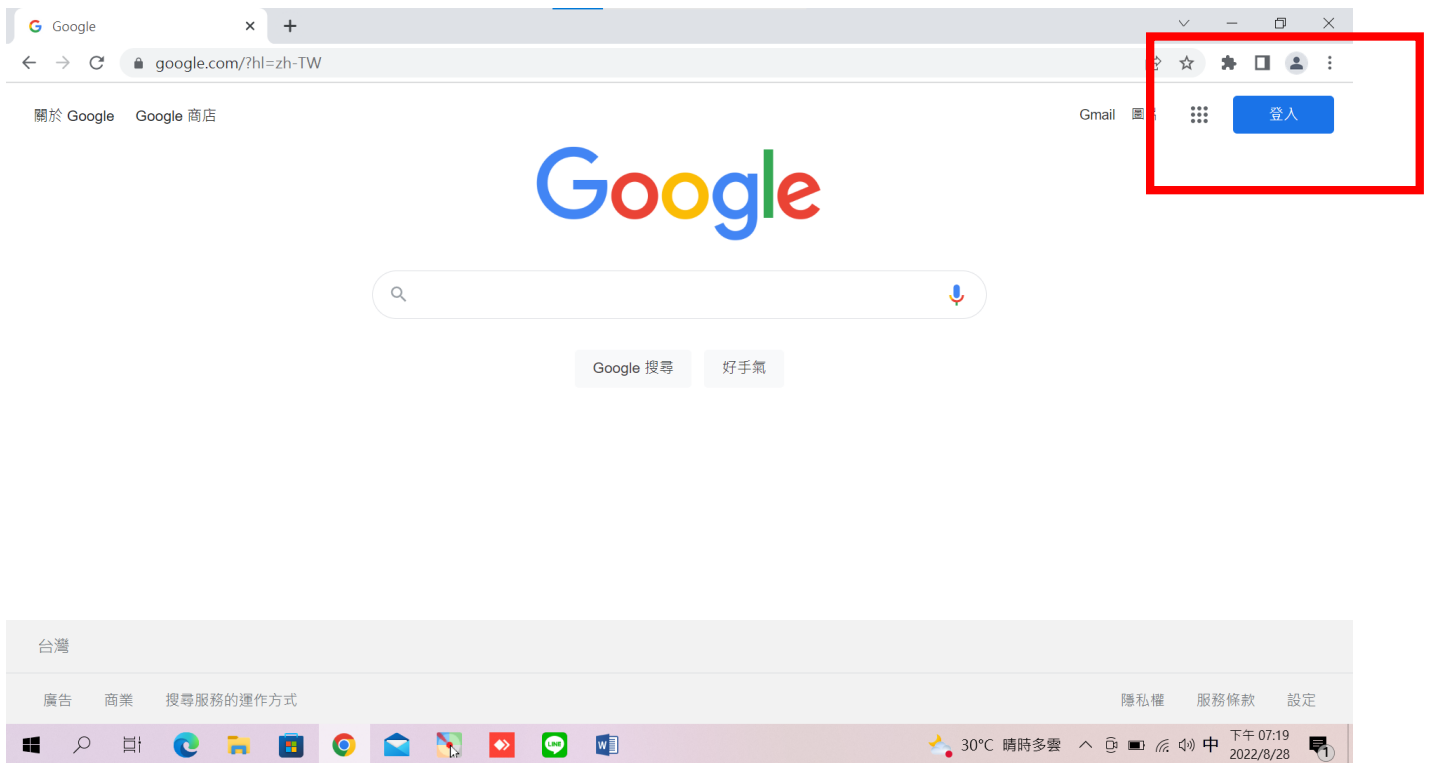 Google
google.com/?hl=zh-TW
關於 Google Google 商店
Gmail
登入
Google
Google 搜尋 好手氣
台灣
廣告 商業 搜尋服務的運作方式 隱私權 服務條款 設定
LINE
W
30°C 晴時多雲 中 下午 07:19
2022/8/28
1